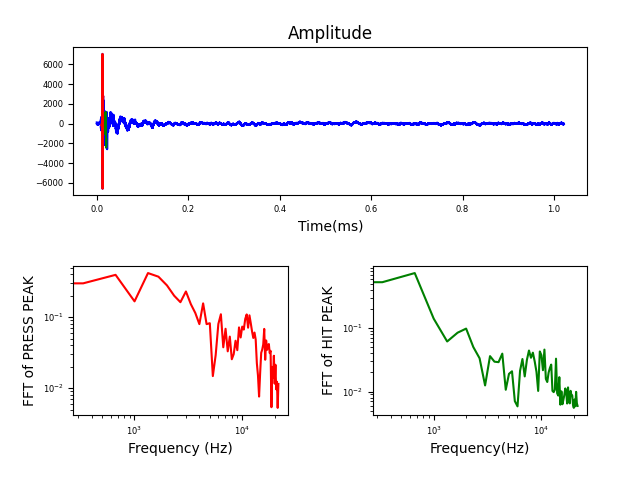 Amplitude
6000
4000
2000
0
−2000
−4000
−6000
0.0 0.2 0.4 0.6 0.8 1.0
Time(ms)
FFT of PRESS PEAK
10⁻¹
10⁻²
10³ 10⁴
Frequency (Hz)
FFT of HIT PEAK
10⁻¹
10⁻²
10³ 10⁴
Frequency(Hz)